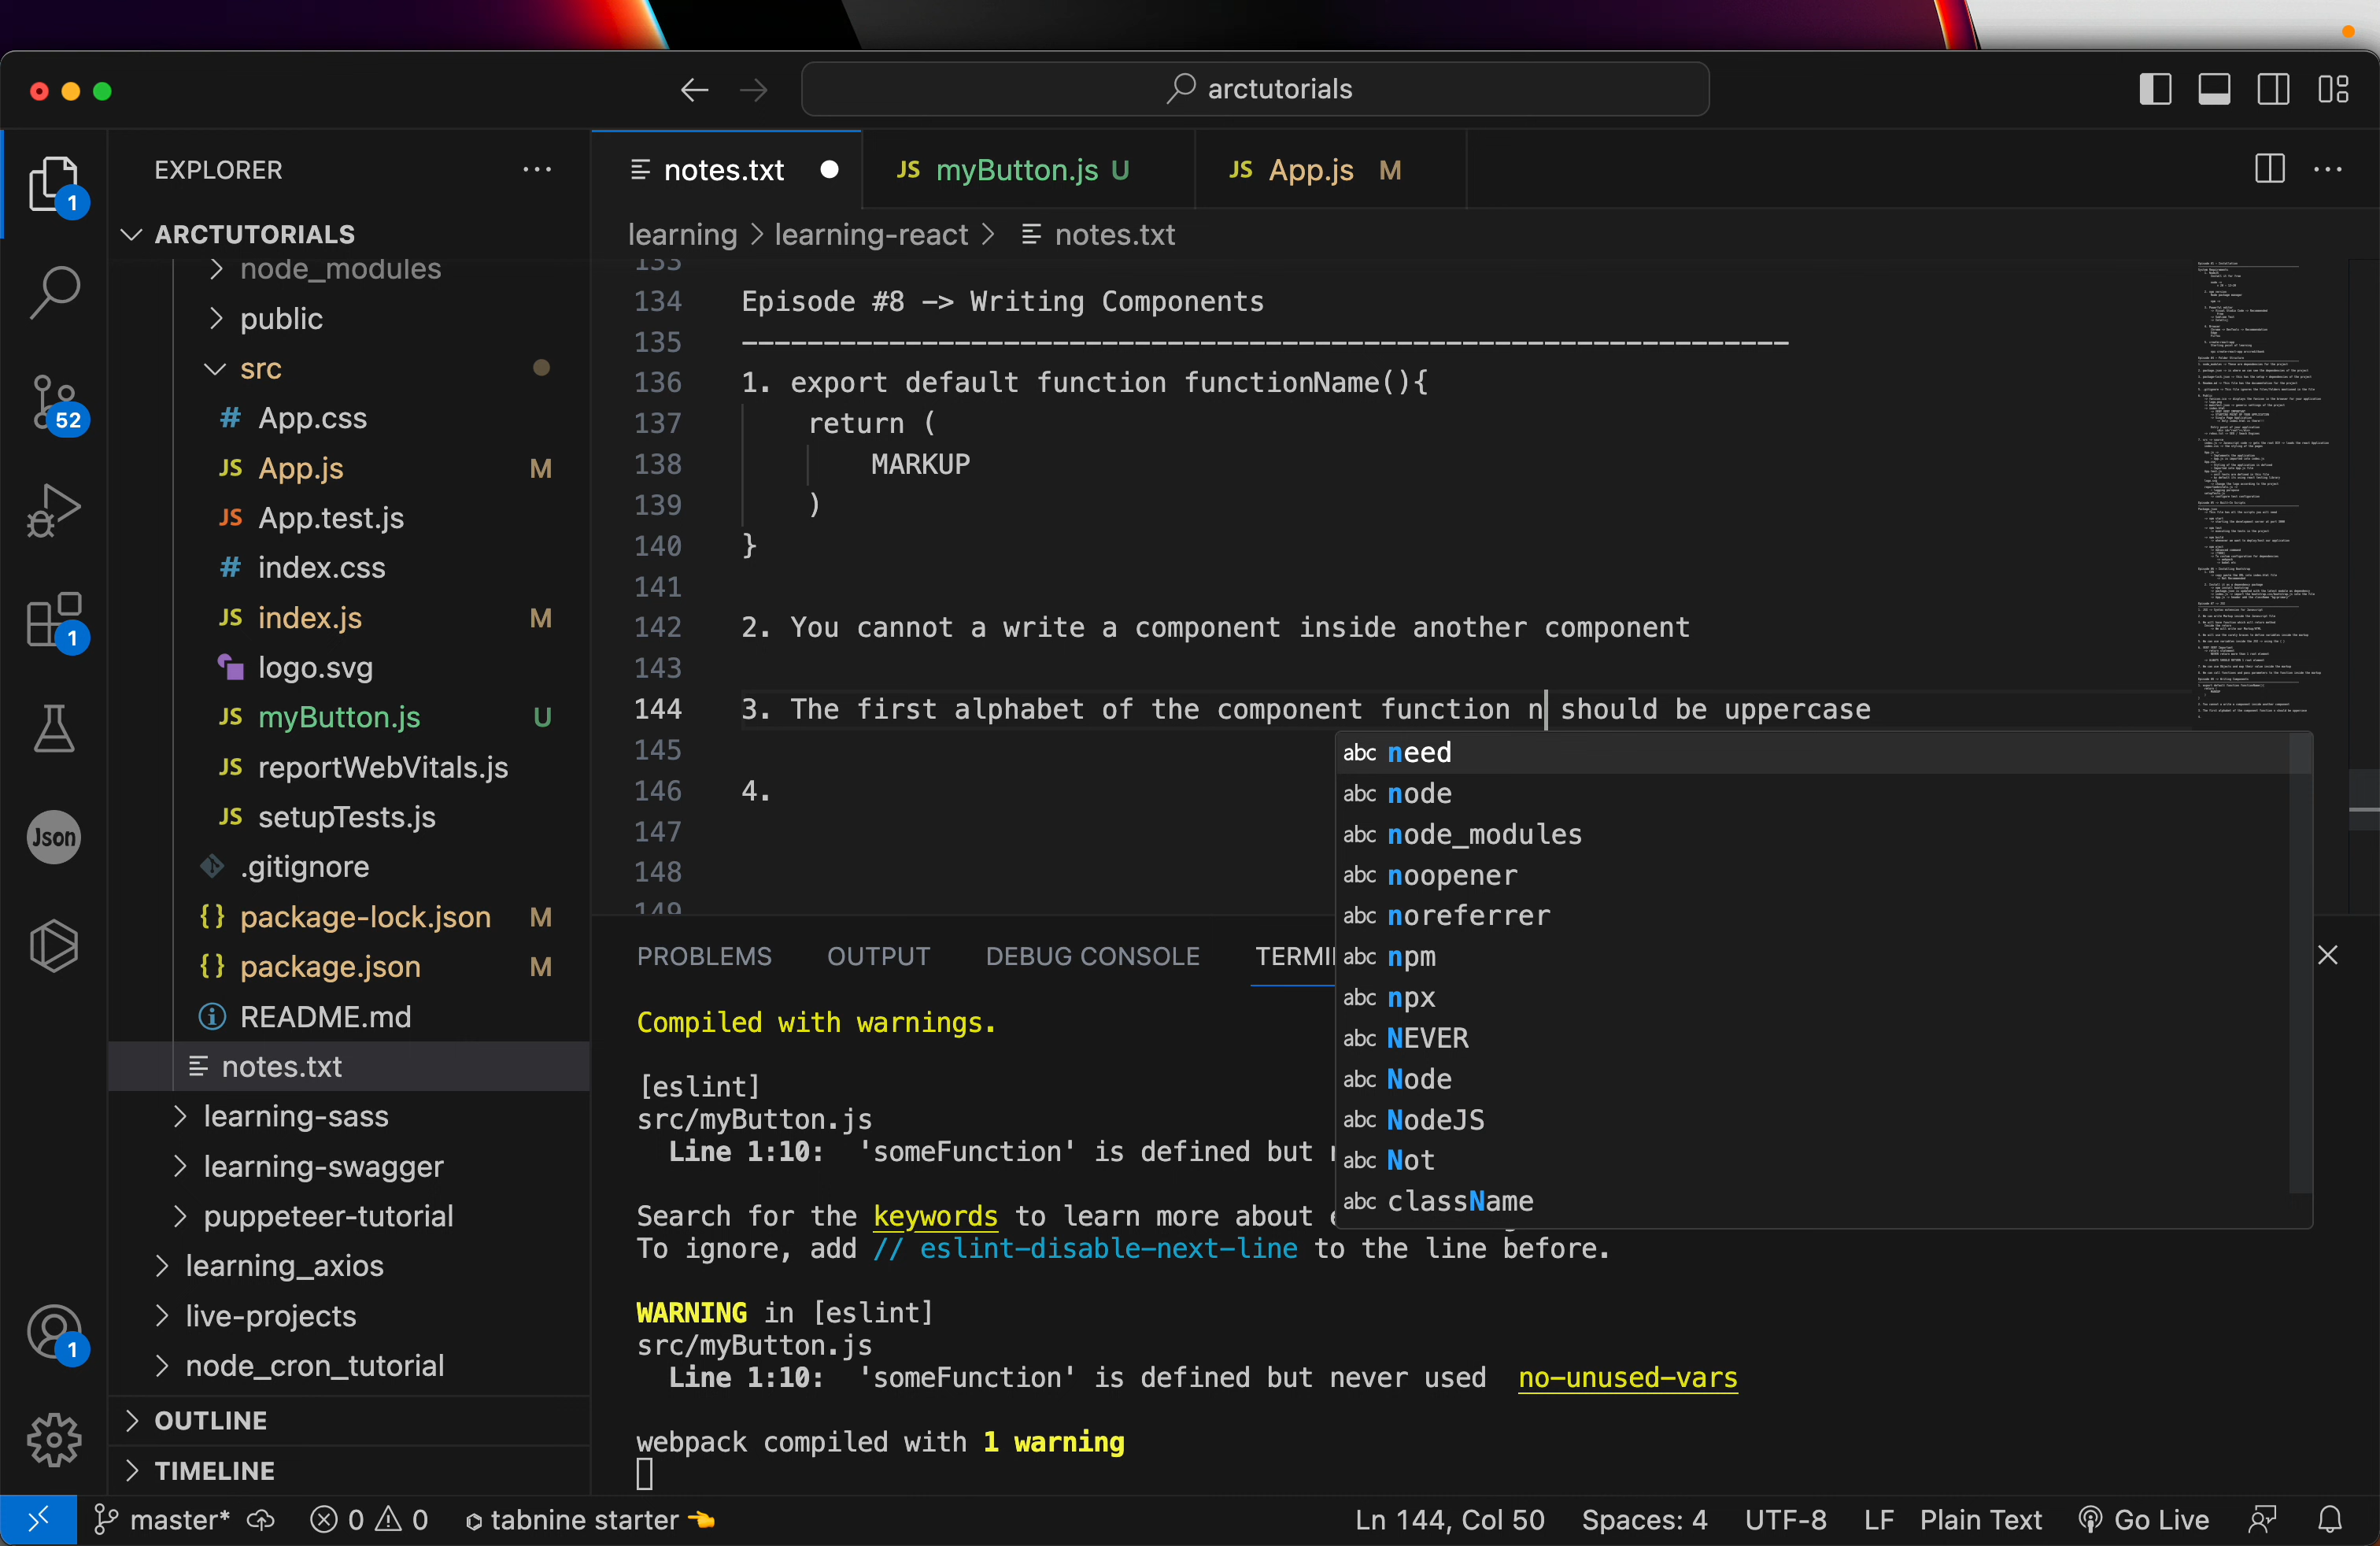 arctutorials
EXPLORER
notes.txt
JS myButton.js U
JS App.js M
1
ARCTUTORIALS
learning > learning-react > notes.txt
node_modules
public
src
# App.css
JS App.js M
JS App.test.js
# index.css
JS index.js M
logo.svg
JS myButton.js U
JS reportWebVitals.js
JS setupTests.js
.gitignore
{} package-lock.json M
{} package.json M
README.md
notes.txt
learning-sass
learning-swagger
puppeteer-tutorial
learning_axios
live-projects
node_cron_tutorial
OUTLINE
TIMELINE
52
1
Json
1
133
134 Episode #8 –> Writing Components
135 ----------------------------------------------------------------
136 1. export default function functionName(){
137 return (
138 MARKUP
139 )
140 }
141
142 2. You cannot a write a component inside another component
143
144 3. The first alphabet of the component function n should be uppercase
145
146 4.
147
148
149
abc need
abc node
abc node_modules
abc noopener
abc noreferrer
abc npm
abc npx
abc NEVER
abc Node
abc NodeJS
abc Not
abc className
PROBLEMS OUTPUT DEBUG CONSOLE TERMI
Compiled with warnings.
[eslint]
src/myButton.js
Line 1:10: 'someFunction' is defined but
Search for the keywords to learn more about
To ignore, add // eslint-disable-next-line to the line before.
WARNING in [eslint]
src/myButton.js
Line 1:10: 'someFunction' is defined but never used no-unused-vars
webpack compiled with 1 warning
master* 0 0 tabnine starter Ln 144, Col 50 Spaces: 4 UTF-8 LF Plain Text Go Live